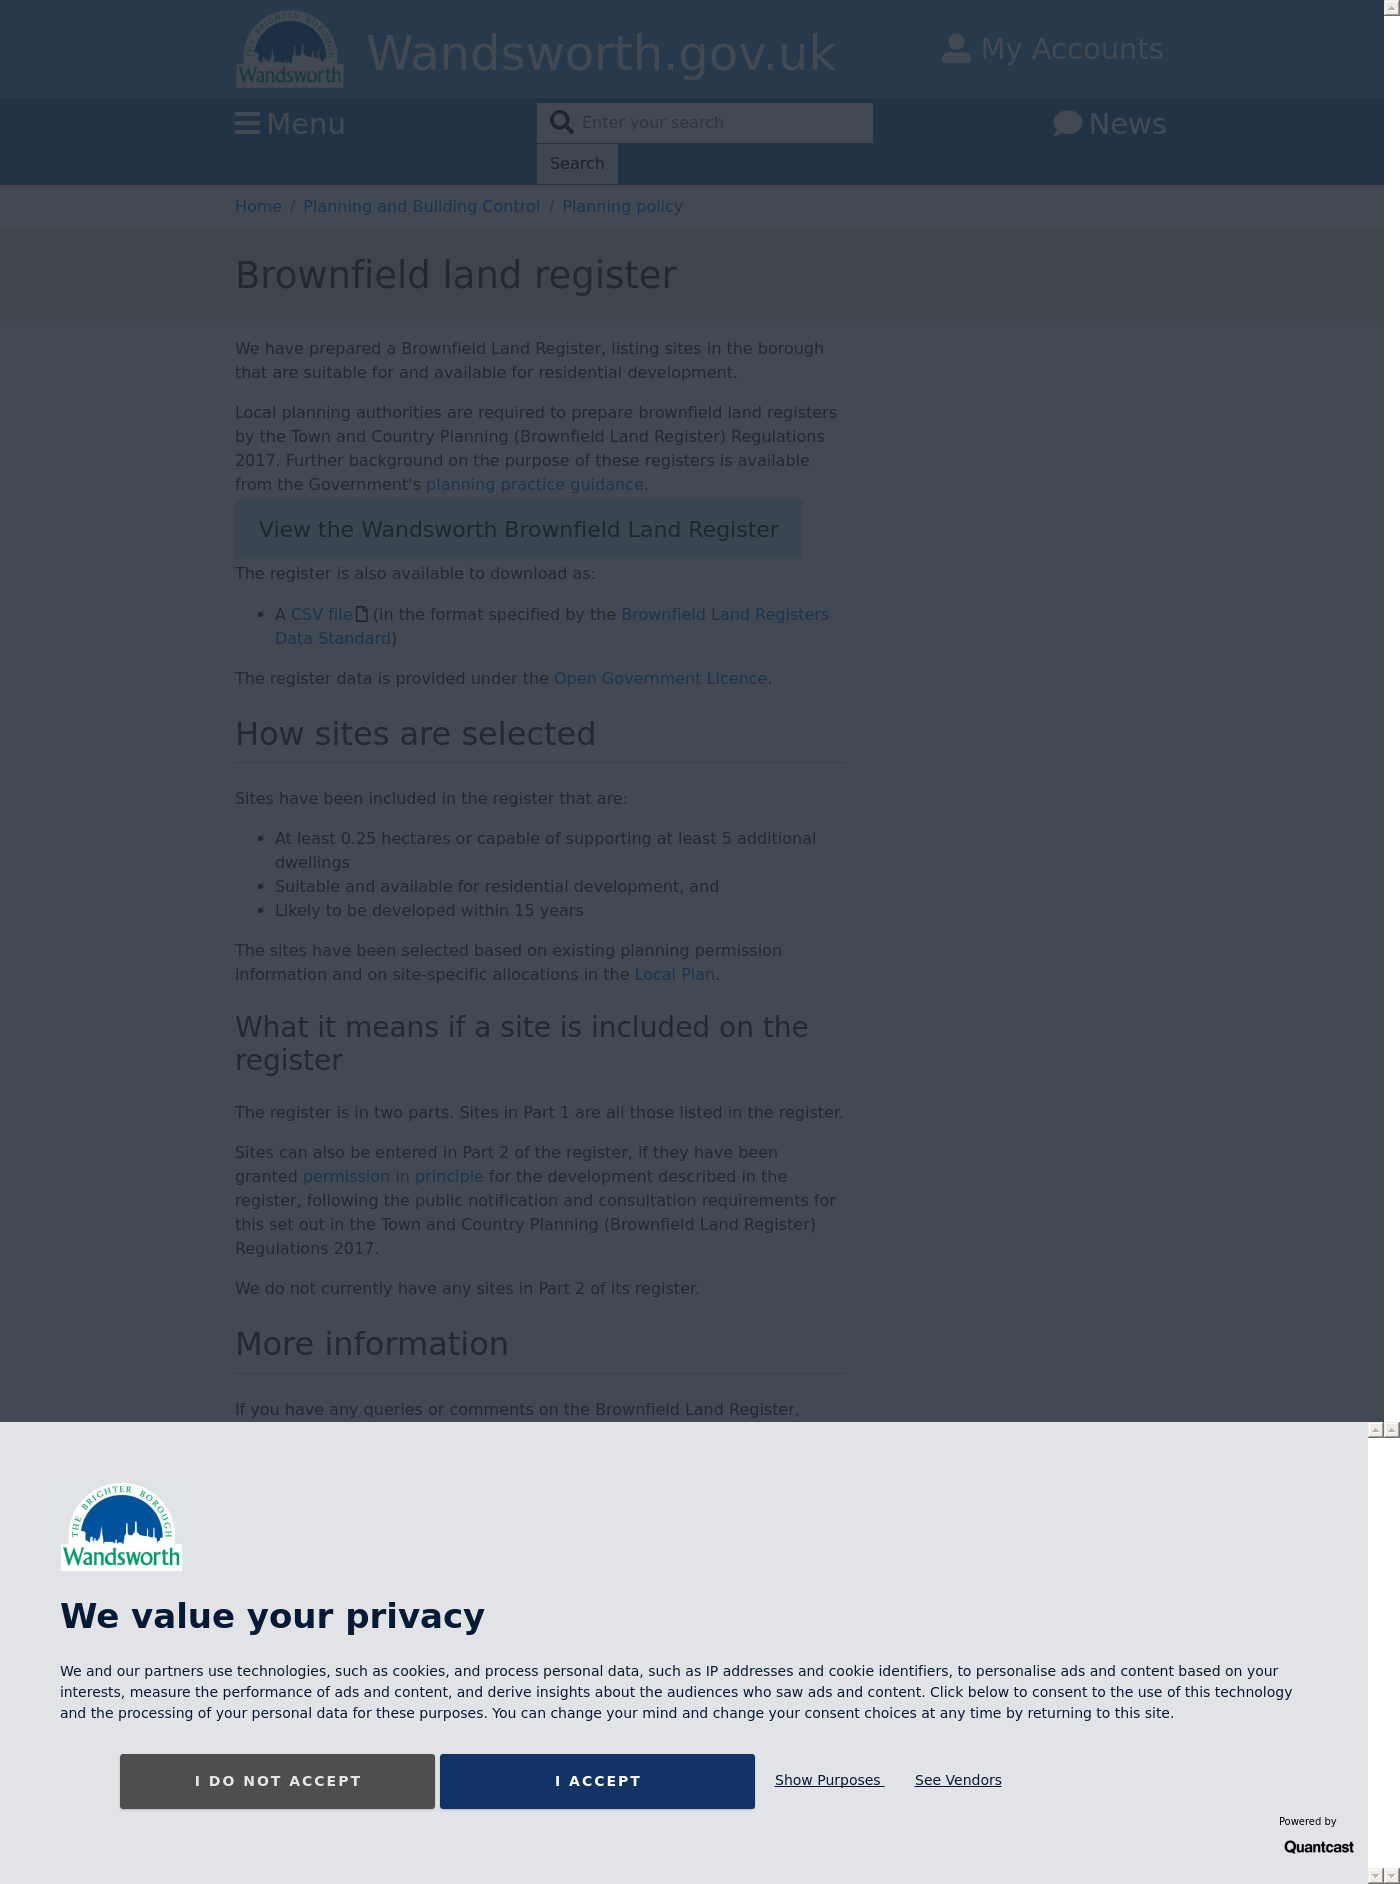 THE BRIGHTER BOROUGH
Wandsworth
Wandsworth.gov.uk
My Accounts
Menu
Enter your search
News
Search
Home / Planning and Building Control / Planning policy
Brownfield land register
We have prepared a Brownfield Land Register, listing sites in the borough
that are suitable for and available for residential development.
Local planning authorities are required to prepare brownfield land registers
by the Town and Country Planning (Brownfield Land Register) Regulations
2017. Further background on the purpose of these registers is available
from the Government's planning practice guidance.
View the Wandsworth Brownfield Land Register
The register is also available to download as:
• A CSV file (in the format specified by the Brownfield Land Registers
Data Standard)
The register data is provided under the Open Government Licence.
How sites are selected
Sites have been included in the register that are:
• At least 0.25 hectares or capable of supporting at least 5 additional
dwellings
• Suitable and available for residential development, and
• Likely to be developed within 15 years
The sites have been selected based on existing planning permission
information and on site-specific allocations in the Local Plan.
What it means if a site is included on the
register
The register is in two parts. Sites in Part 1 are all those listed in the register.
Sites can also be entered in Part 2 of the register, if they have been
granted permission in principle for the development described in the
register, following the public notification and consultation requirements for
this set out in the Town and Country Planning (Brownfield Land Register)
Regulations 2017.
We do not currently have any sites in Part 2 of its register.
More information
If you have any queries or comments on the Brownfield Land Register,
THE BRIGHTER BOROUGH
Wandsworth
We value your privacy
We and our partners use technologies, such as cookies, and process personal data, such as IP addresses and cookie identifiers, to personalise ads and content based on your
interests, measure the performance of ads and content, and derive insights about the audiences who saw ads and content. Click below to consent to the use of this technology
and the processing of your personal data for these purposes. You can change your mind and change your consent choices at any time by returning to this site.
I DO NOT ACCEPT
I ACCEPT
Show Purposes
See Vendors
Powered by
Quantcast